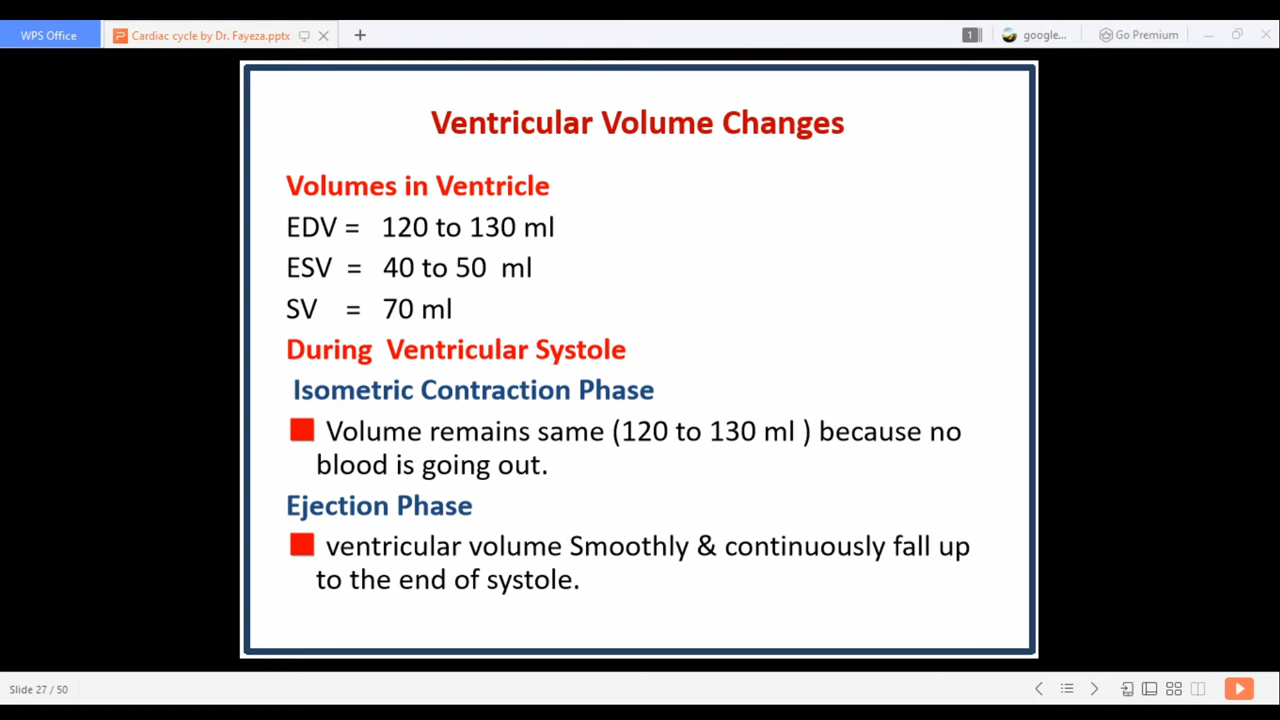 WPS Office
Cardiac cycle by Dr. Fayeza.pptx
1
google...
Go Premium
Ventricular Volume Changes
Volumes in Ventricle
EDV = 120 to 130 ml
ESV = 40 to 50 ml
SV = 70 ml
During Ventricular Systole
Isometric Contraction Phase
Volume remains same (120 to 130 ml ) because no
blood is going out.
Ejection Phase
ventricular volume Smoothly & continuously fall up
to the end of systole.
Slide 27 / 50